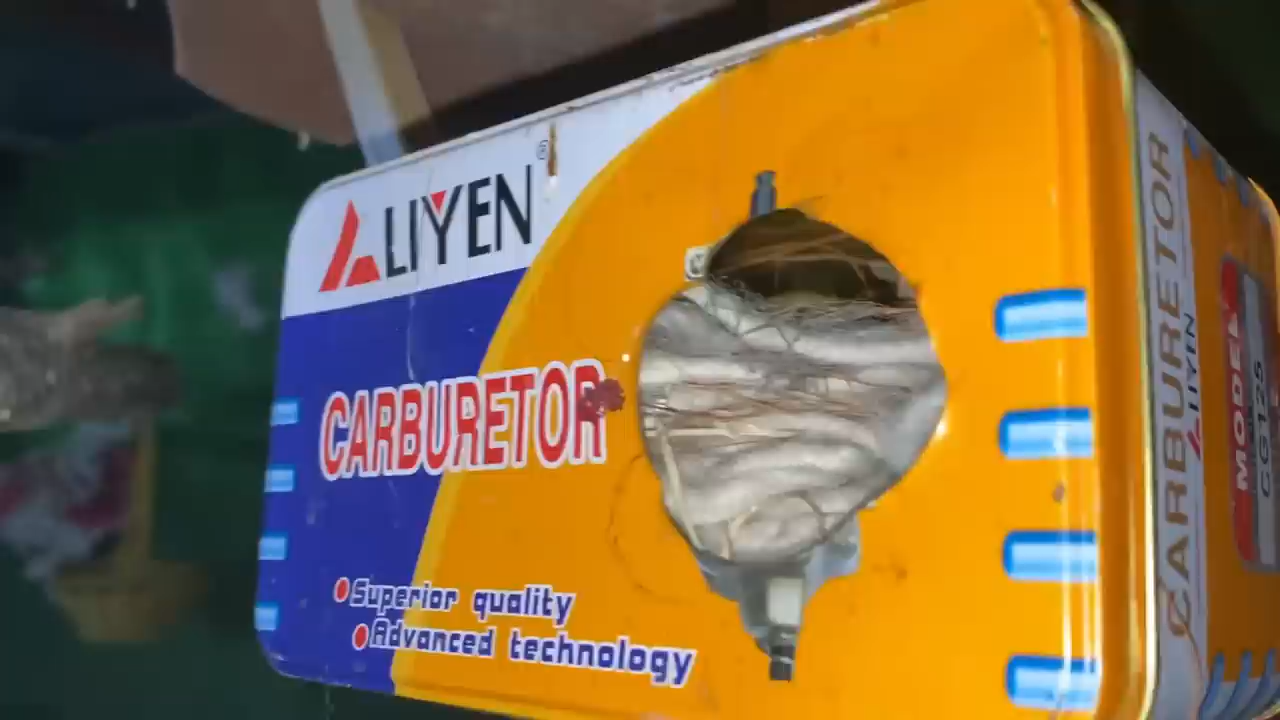 LIYEN®
CARBURETOR
Superior quality
Advanced technology
CARBURETOR
LIYEN
MODEL
CG125